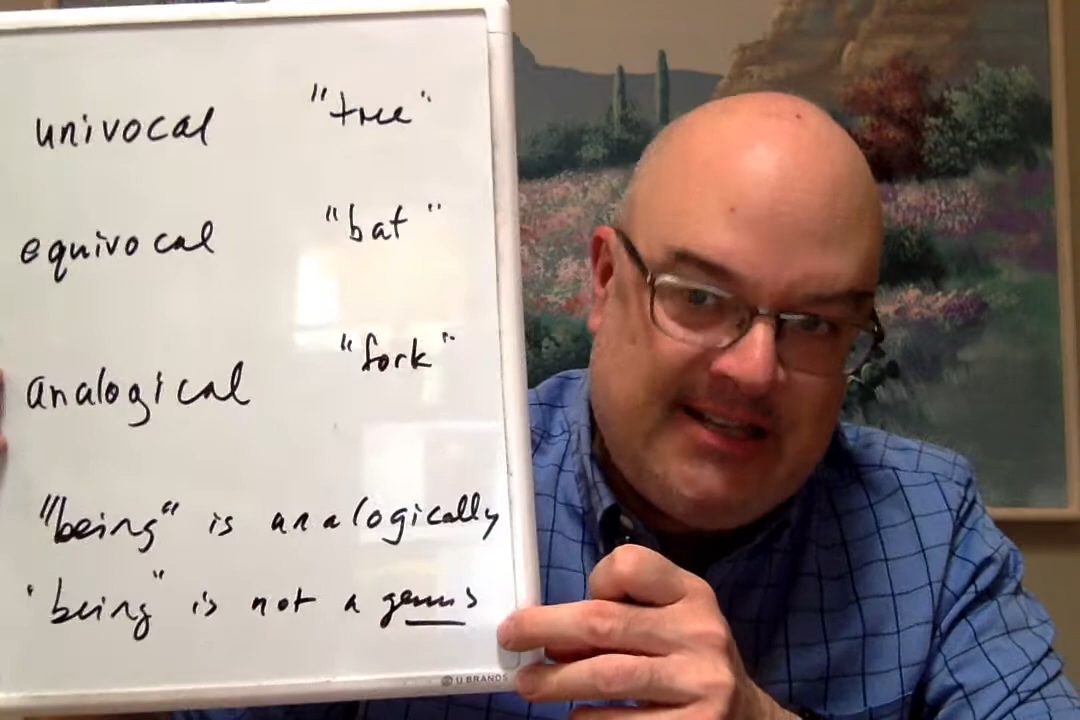 univocal "tree"
equivocal "bat"
analogical "fork"
"being" is analogically
"being" is not a genus
U BRANDS